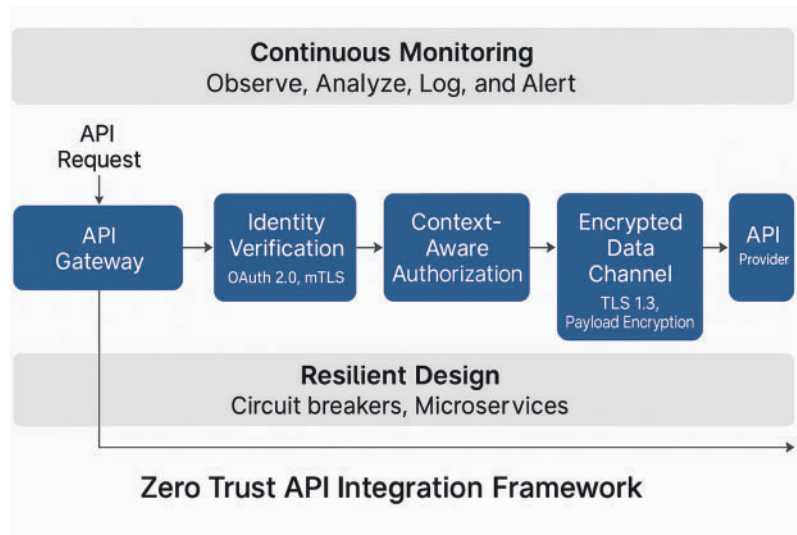 Continuous Monitoring
Observe, Analyze, Log, and Alert
API
Request
API
Gateway
Identity
Verification
OAuth 2.0, mTLS
Context-
Aware
Authorization
Encrypted
Data
Channel
TLS 1.3,
Payload Encryption
API
Provider
Resilient Design
Circuit breakers, Microservices
Zero Trust API Integration Framework